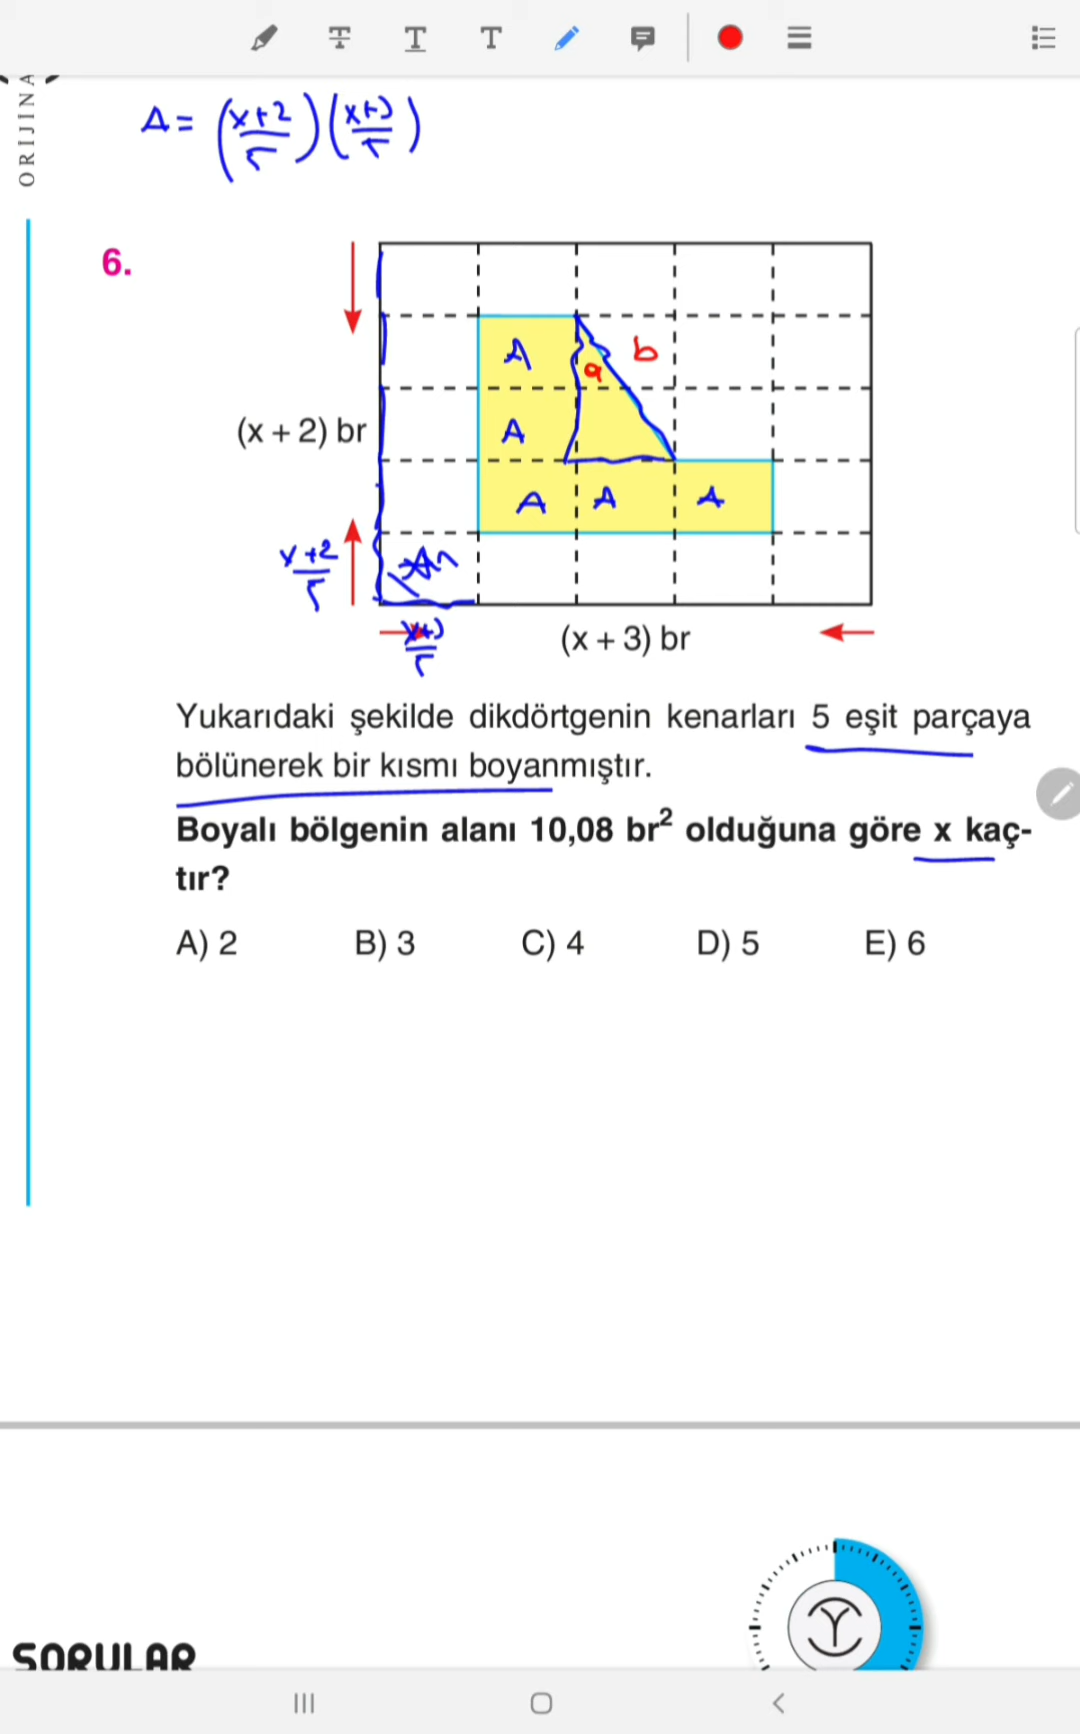 T T T
ORIJINA
A = (x+2/5)(x+3/5)
6.
A
b
a
(x + 2) br
A
A A A
x+2/5
A
x+3/5
(x + 3) br
Yukarıdaki şekilde dikdörtgenin kenarları 5 eşit parçaya
bölünerek bir kısmı boyanmıştır.
Boyalı bölgenin alanı 10,08 br² olduğuna göre x kaç-
tır?
A) 2 B) 3 C) 4 D) 5 E) 6
SORULAR